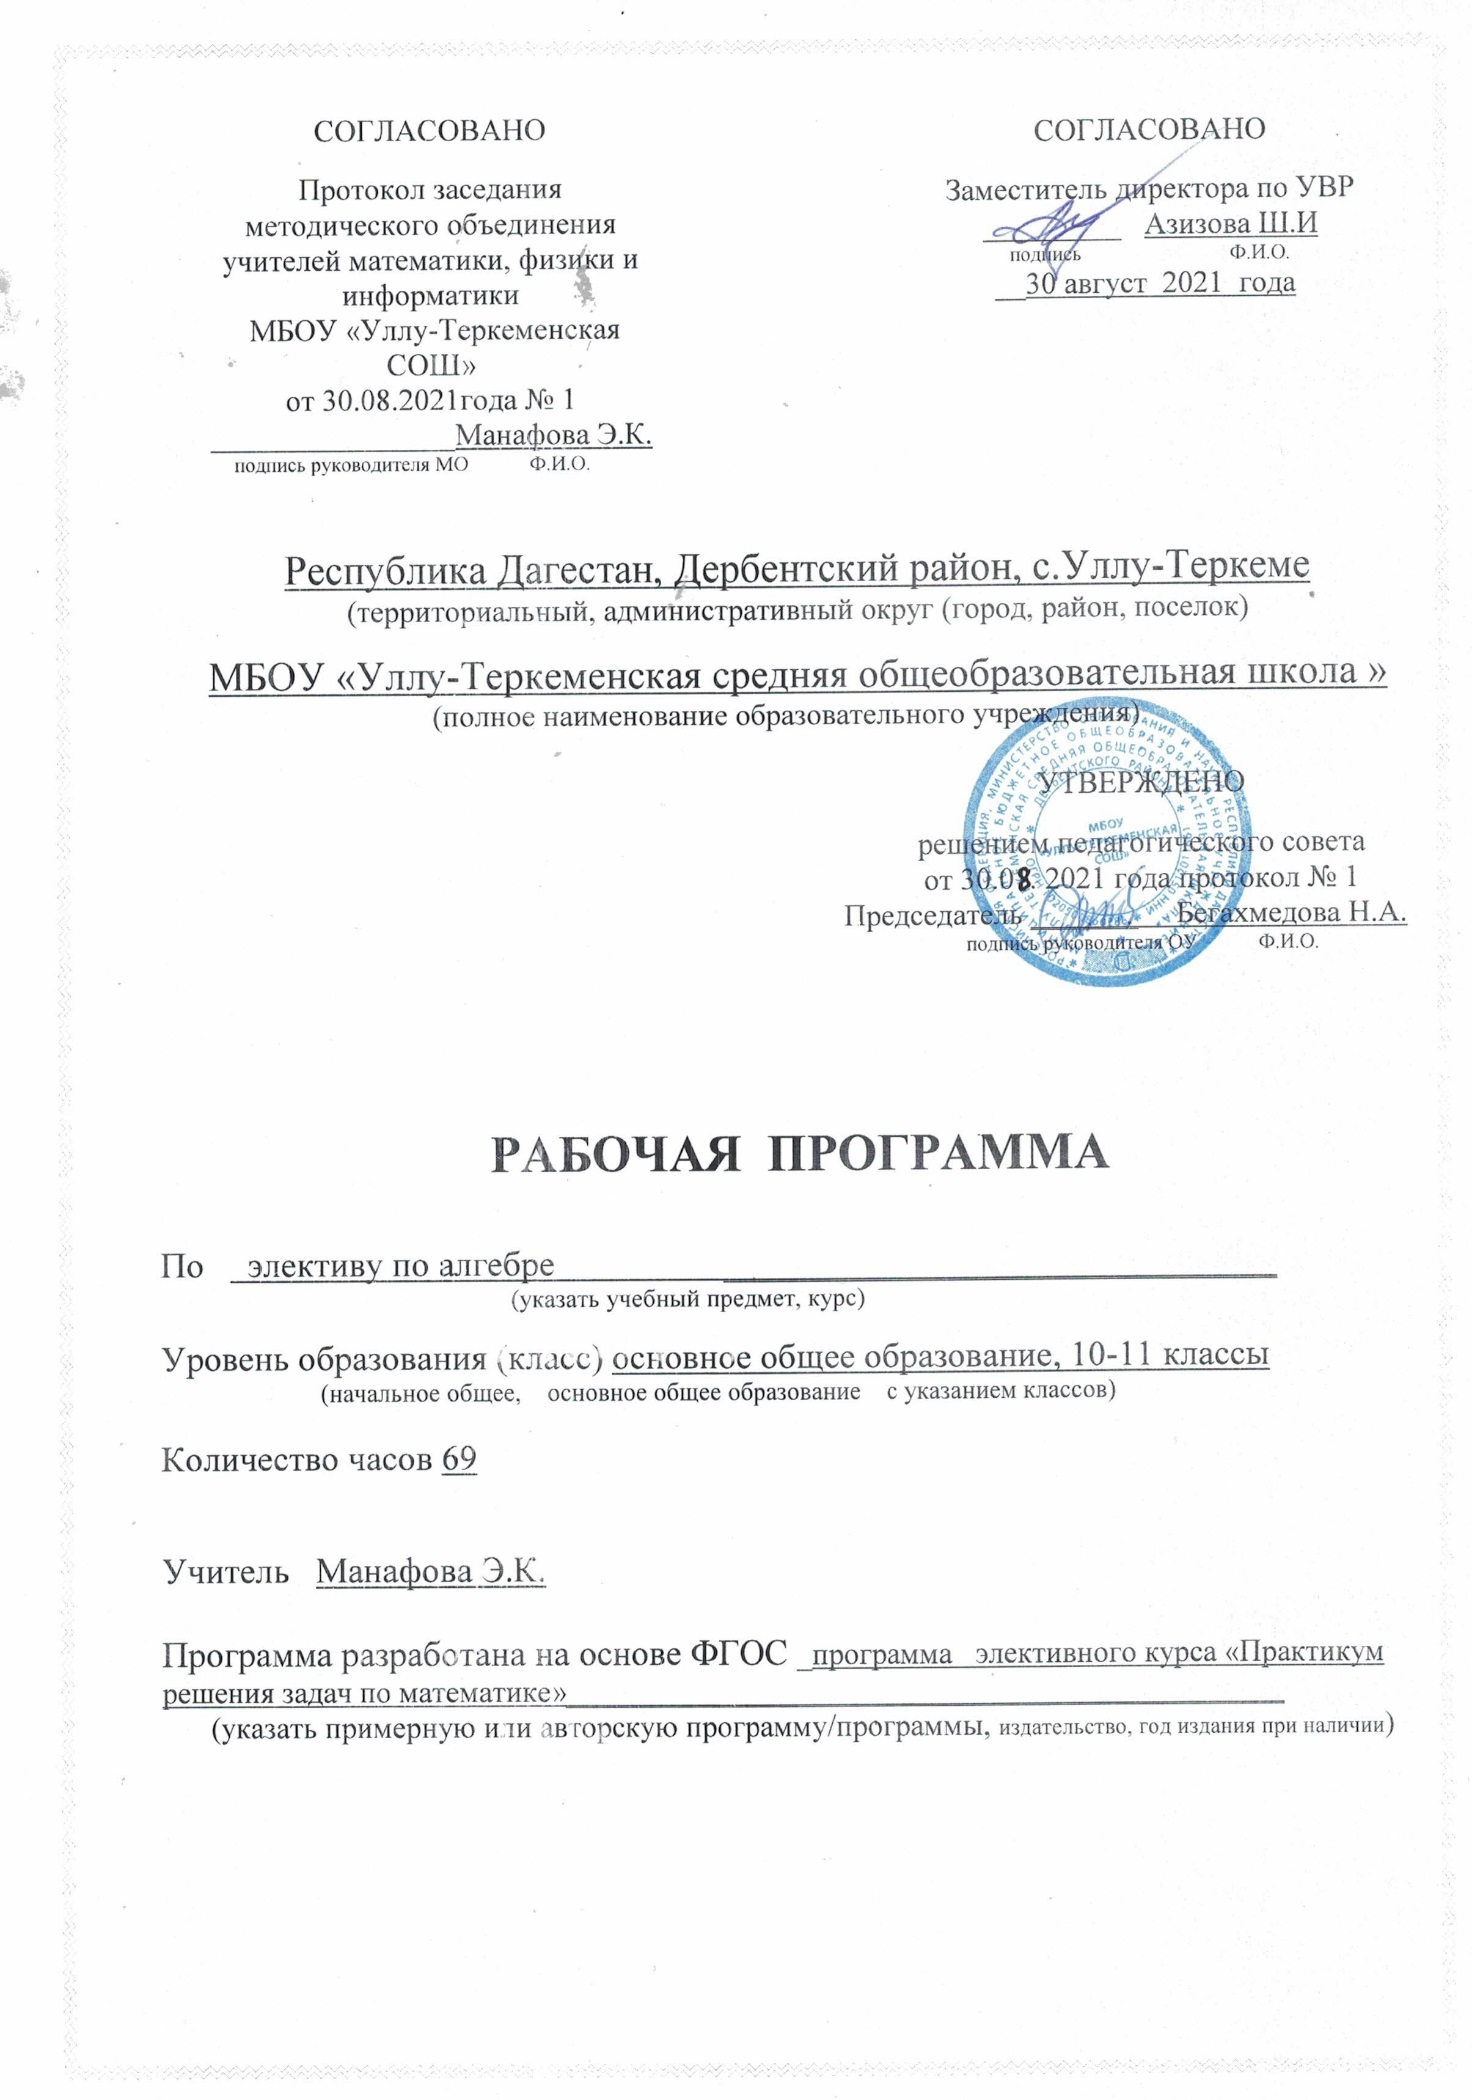 СОГЛАСОВАНО
Протокол заседания
методического объединения
учителей математики, физики и
информатики
МБОУ «Уллу-Теркеменская
СОШ»
от 30.08.2021года № 1
Манафова Э.К.
подпись руководителя МО Ф.И.О.
СОГЛАСОВАНО
Заместитель директора по УВР
Азизова Ш.И
подпись Ф.И.О.
30 август 2021 года
Республика Дагестан, Дербентский район, с.Уллу-Теркеме
(территориальный, административный округ (город, район, поселок)
МБОУ «Уллу-Теркеменская средняя общеобразовательная школа »
(полное наименование образовательного учреждения)
УТВЕРЖДЕНО
решением педагогического совета
от 30.08. 2021 года протокол № 1
Председатель Бегахмедова Н.А.
подпись руководителя ОУ Ф.И.О.
МБОУ
«УЛЛУ-ТЕРКЕМЕНСКАЯ
СОШ»
РАБОЧАЯ ПРОГРАММА
По элективу по алгебре
(указать учебный предмет, курс)
Уровень образования (класс) основное общее образование, 10-11 классы
(начальное общее, основное общее образование с указанием классов)
Количество часов 69
Учитель Манафова Э.К.
Программа разработана на основе ФГОС _программа элективного курса «Практикум
решения задач по математике»
(указать примерную или авторскую программу/программы, издательство, год издания при наличии)